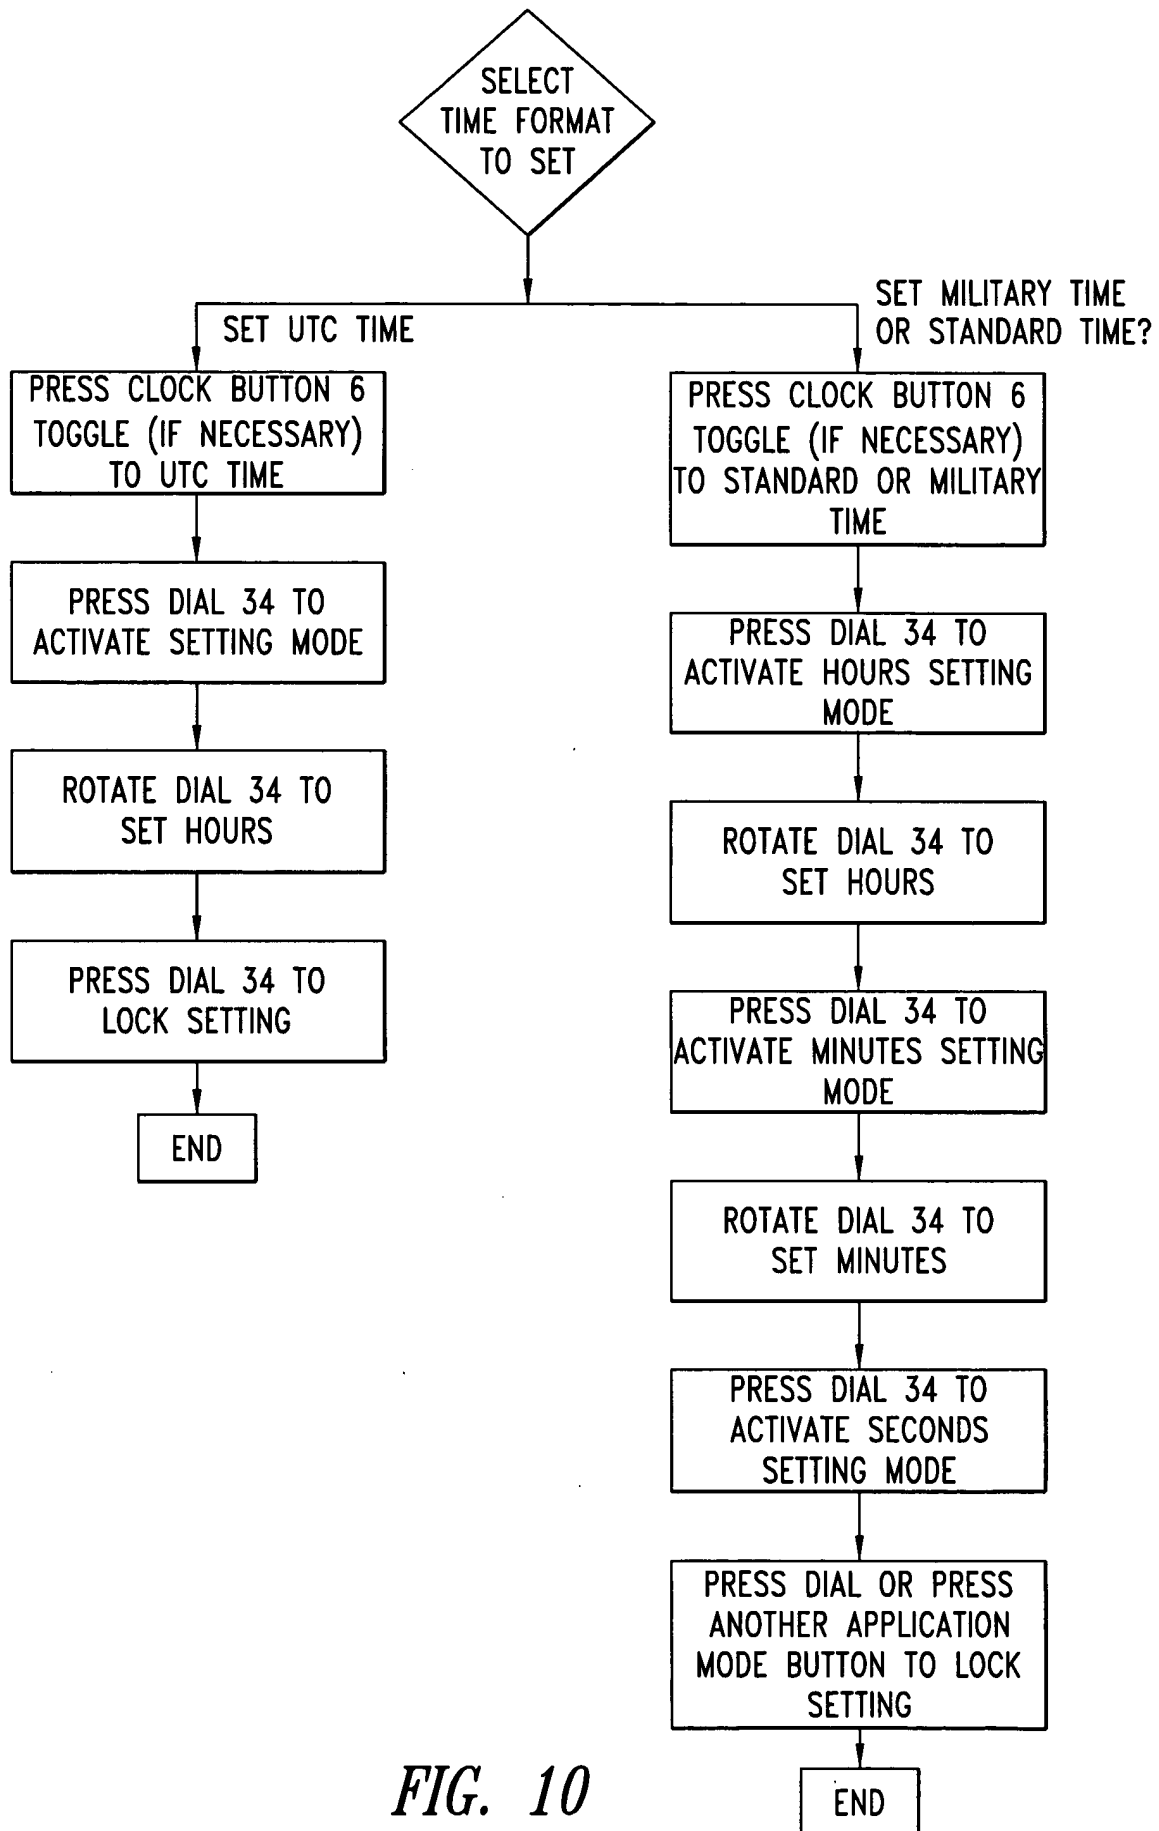 SELECT
TIME FORMAT
TO SET
SET UTC TIME
PRESS CLOCK BUTTON 6
TOGGLE (IF NECESSARY)
TO UTC TIME
PRESS DIAL 34 TO
ACTIVATE SETTING MODE
ROTATE DIAL 34 TO
SET HOURS
PRESS DIAL 34 TO
LOCK SETTING
END
SET MILITARY TIME
OR STANDARD TIME?
PRESS CLOCK BUTTON 6
TOGGLE (IF NECESSARY)
TO STANDARD OR MILITARY
TIME
PRESS DIAL 34 TO
ACTIVATE HOURS SETTING
MODE
ROTATE DIAL 34 TO
SET HOURS
PRESS DIAL 34 TO
ACTIVATE MINUTES SETTING
MODE
ROTATE DIAL 34 TO
SET MINUTES
PRESS DIAL 34 TO
ACTIVATE SECONDS
SETTING MODE
PRESS DIAL OR PRESS
ANOTHER APPLICATION
MODE BUTTON TO LOCK
SETTING
END
FIG. 10